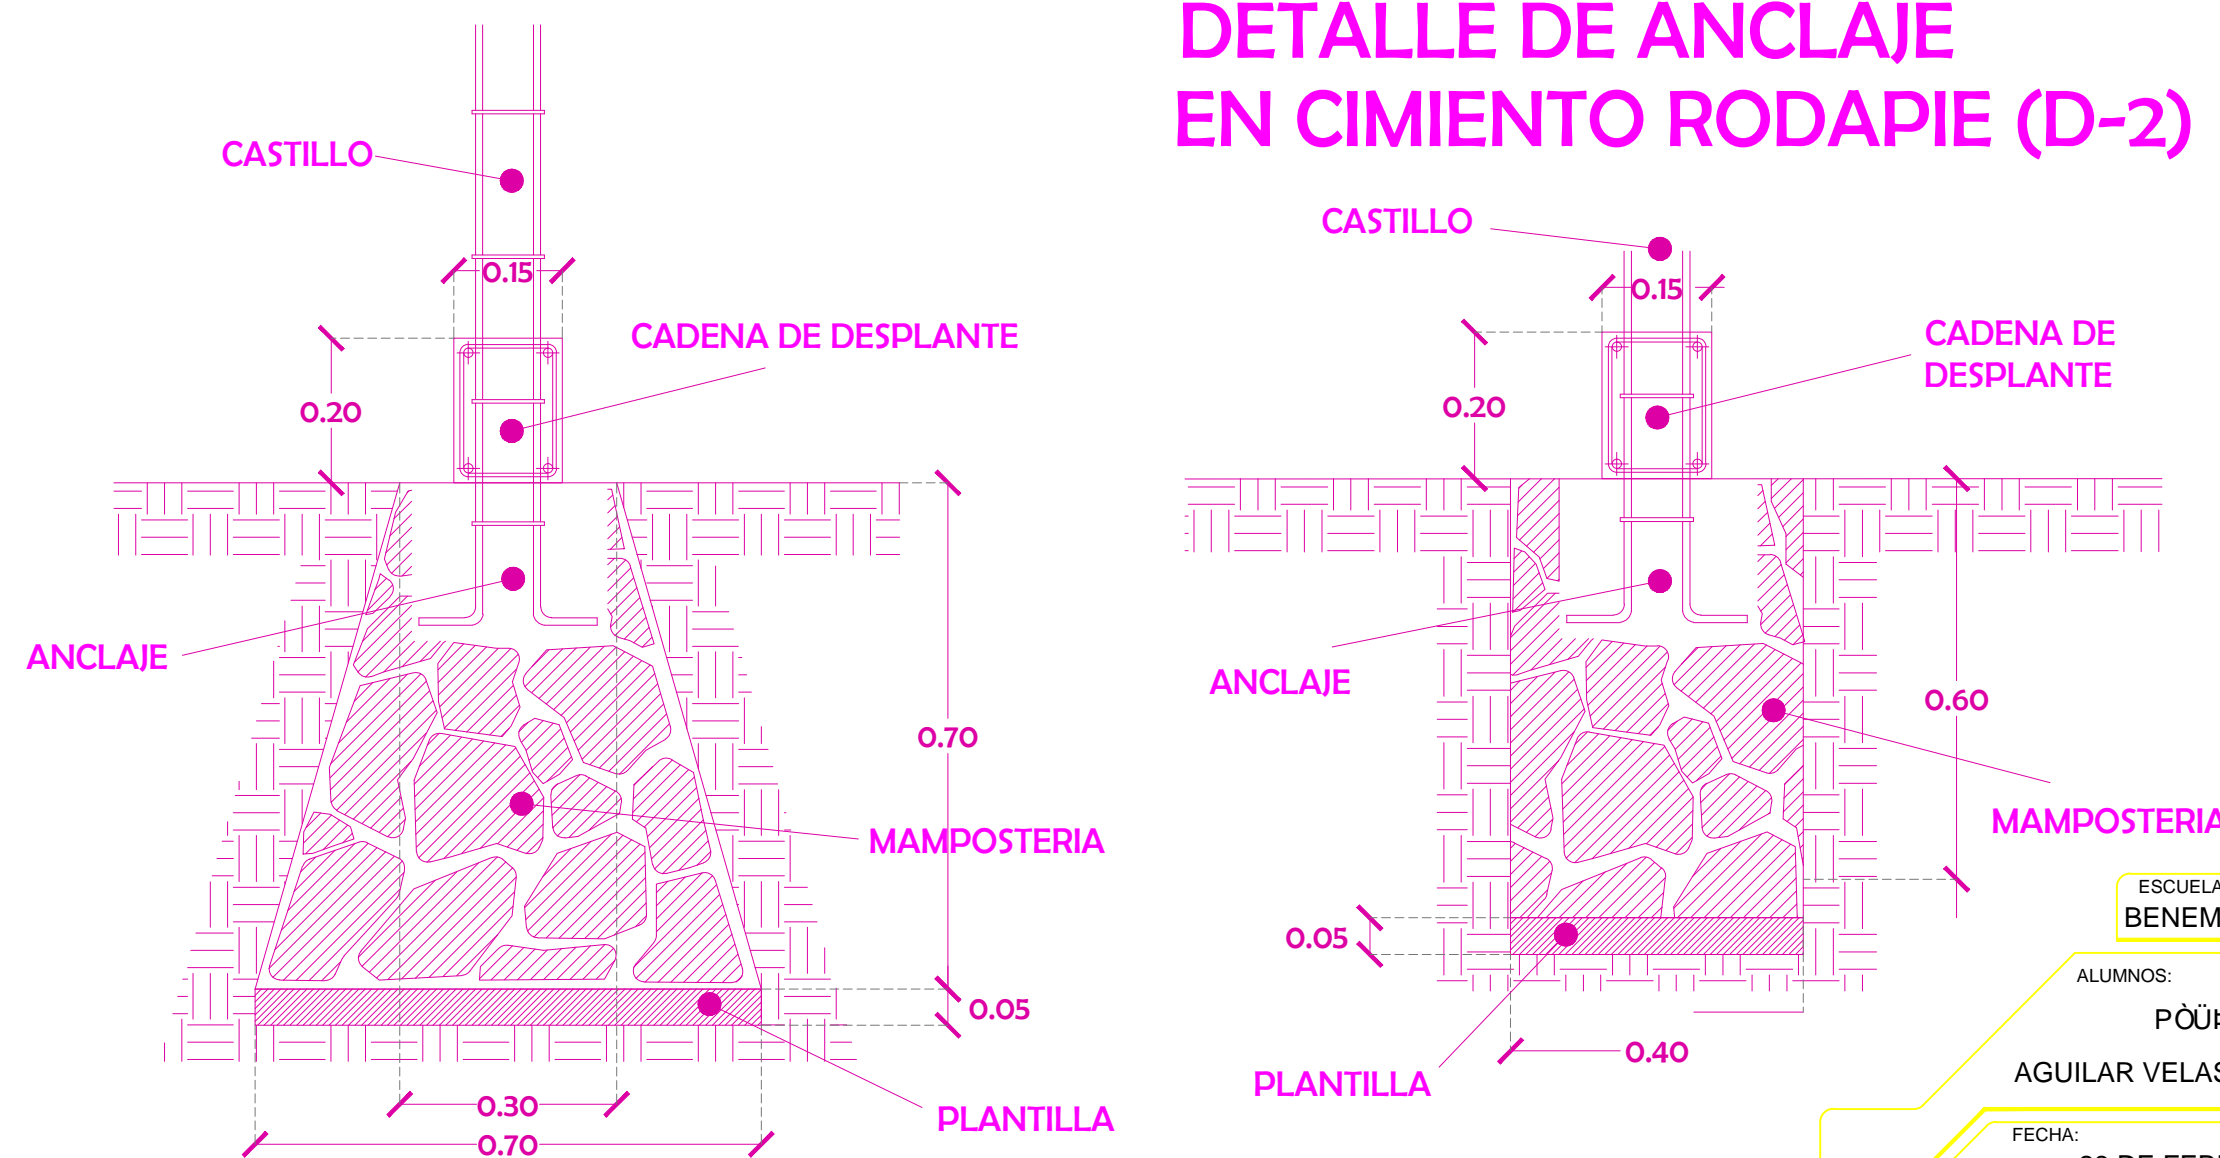 DETALLE DE ANCLAJE
EN CIMIENTO RODAPIE (D-2)
CASTILLO
0.15
CADENA DE DESPLANTE
0.20
ANCLAJE
0.70
MAMPOSTERIA
0.05
PLANTILLA
0.30
0.70
CASTILLO
0.15
CADENA DE
DESPLANTE
0.20
ANCLAJE
0.60
MAMPOSTERIA
0.05
0.40
PLANTILLA
ESCUELA
BENEM
ALUMNOS:
AGUILAR VELAS
FECHA: